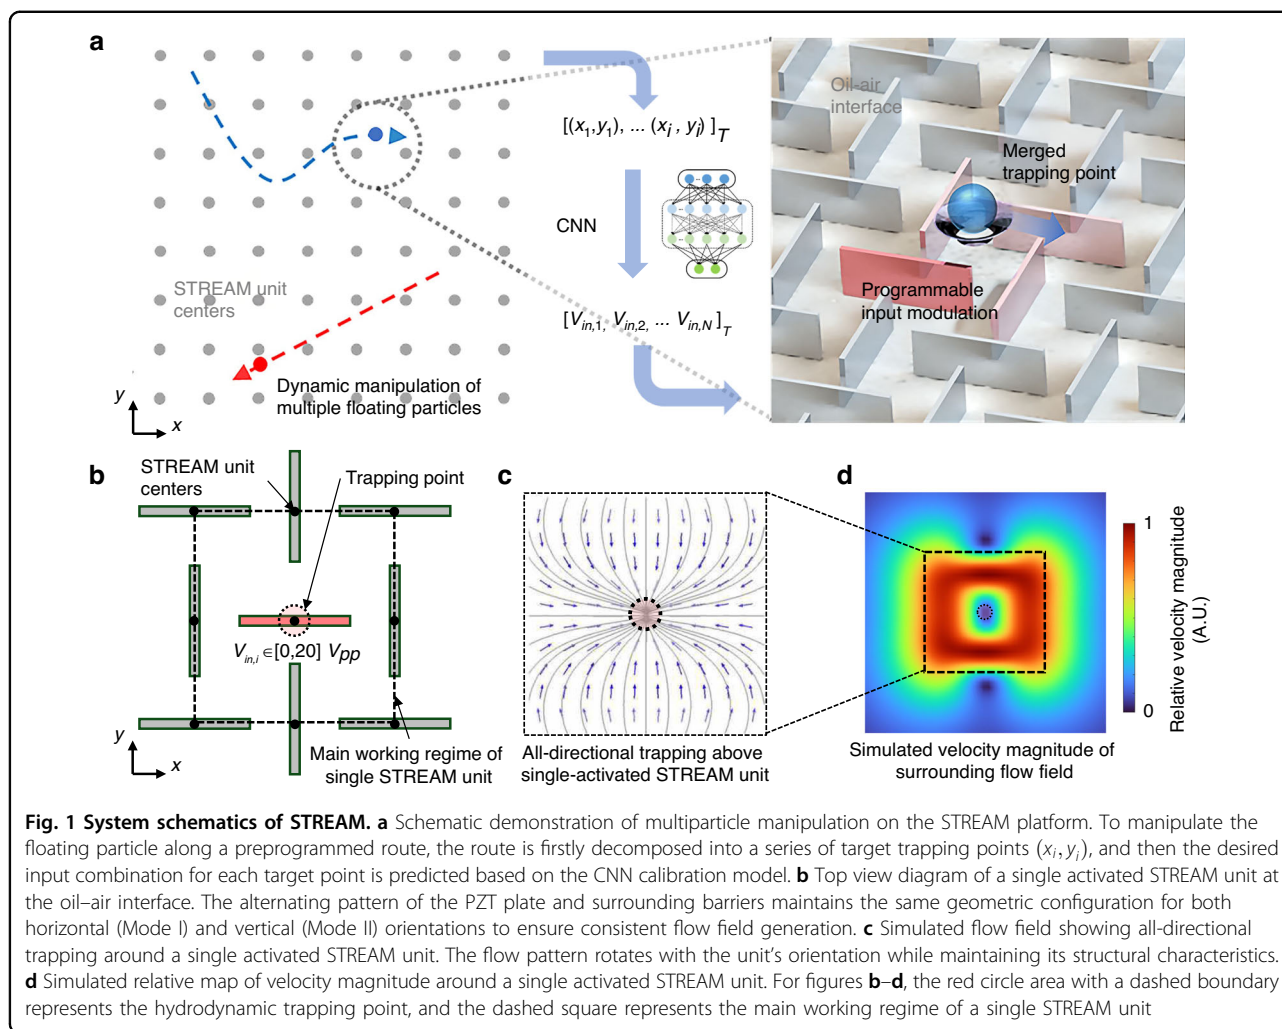 a
STREAM unit
centers
Dynamic manipulation of
multiple floating particles
y
x
[(x₁,y₁), ... (xᵢ, yᵢ) ]T
CNN
[Vin,1, Vin,2, ... Vin,N]T
Oil-air
interface
Merged
trapping point
Programmable
input modulation
b
STREAM unit
centers
Trapping point
Vin,i ∈[0,20] Vpp
y
x
Main working regime of
single STREAM unit
c
All-directional trapping above
single-activated STREAM unit
d
1
0
Relative velocity magnitude
(A.U.)
Simulated velocity magnitude of
surrounding flow field
Fig. 1 System schematics of STREAM. a Schematic demonstration of multiparticle manipulation on the STREAM platform. To manipulate the
floating particle along a preprogrammed route, the route is firstly decomposed into a series of target trapping points (xᵢ, yᵢ), and then the desired
input combination for each target point is predicted based on the CNN calibration model. b Top view diagram of a single activated STREAM unit at
the oil–air interface. The alternating pattern of the PZT plate and surrounding barriers maintains the same geometric configuration for both
horizontal (Mode I) and vertical (Mode II) orientations to ensure consistent flow field generation. c Simulated flow field showing all-directional
trapping around a single activated STREAM unit. The flow pattern rotates with the unit's orientation while maintaining its structural characteristics.
d Simulated relative map of velocity magnitude around a single activated STREAM unit. For figures b–d, the red circle area with a dashed boundary
represents the hydrodynamic trapping point, and the dashed square represents the main working regime of a single STREAM unit